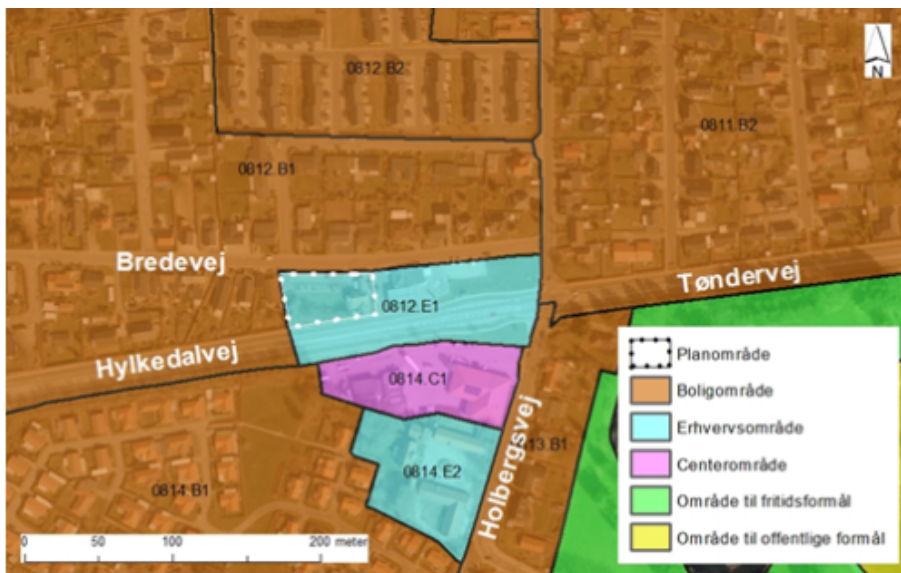 0812.B2
N
0811.B2
0812.B1
Bredevej
Tøndervej
0812.E1
Hylkedalvej
Planområde
Boligområde
Erhvervsområde
Centerområde
Område til fritidsformål
Område til offentlige formål
0814.C1
Holbergsvej
13.B1
0814.E2
0814.B1
0 50 100 200 meter